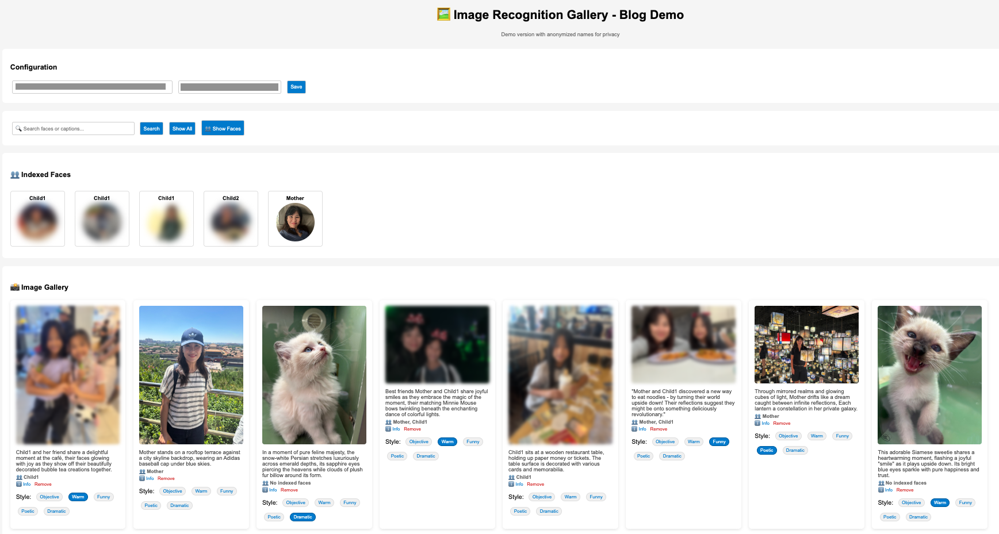 Image Recognition Gallery - Blog Demo
Demo version with anonymized names for privacy
Configuration
Save
Search faces or captions...
Search
Show All
Show Faces
Indexed Faces
Child1
Child1
Child1
Child2
Mother
Image Gallery
Child1 and her friend share a delightful
moment at the café, their faces glowing
with joy as they show off their beautifully
decorated bubble tea creations together.
Child1
Info Remove
Style: Objective Warm Funny
Poetic Dramatic
Mother stands on a rooftop terrace against
a city skyline backdrop, wearing an Adidas
baseball cap under blue skies.
Mother
Info Remove
Style: Objective Warm Funny
Poetic Dramatic
In a moment of pure feline majesty, the
snow-white Persian stretches luxuriously
across emerald depths, its sapphire eyes
piercing the heavens while clouds of plush
fur billow around its form.
No indexed faces
Info Remove
Style: Objective Warm Funny
Poetic Dramatic
Best friends Mother and Child1 share joyful
smiles as they embrace the magic of the
moment, their matching Minnie Mouse
bows twinkling beneath the enchanting
dance of colorful lights.
Mother, Child1
Info Remove
Style: Objective Warm Funny
Poetic Dramatic
Child1 sits at a wooden restaurant table,
holding up paper money or tickets. The
table surface is decorated with various
cards and memorabilia.
Child1
Info Remove
Style: Objective Warm Funny
Poetic Dramatic
"Mother and Child1 discovered a new way
to eat noodles - by turning their world
upside down! Their reflections suggest they
might be onto something deliciously
revolutionary."
Mother, Child1
Info Remove
Style: Objective Warm Funny
Poetic Dramatic
Through mirrored realms and glowing
cubes of light, Mother drifts like a dream
caught between infinite reflections, Each
lantern a constellation in her private galaxy.
Mother
Info Remove
Style: Objective Warm Funny
Poetic Dramatic
This adorable Siamese sweetie shares a
heartwarming moment, flashing a joyful
"smile" as it plays upside down. Its bright
blue eyes sparkle with pure happiness and
trust.
No indexed faces
Info Remove
Style: Objective Warm Funny
Poetic Dramatic